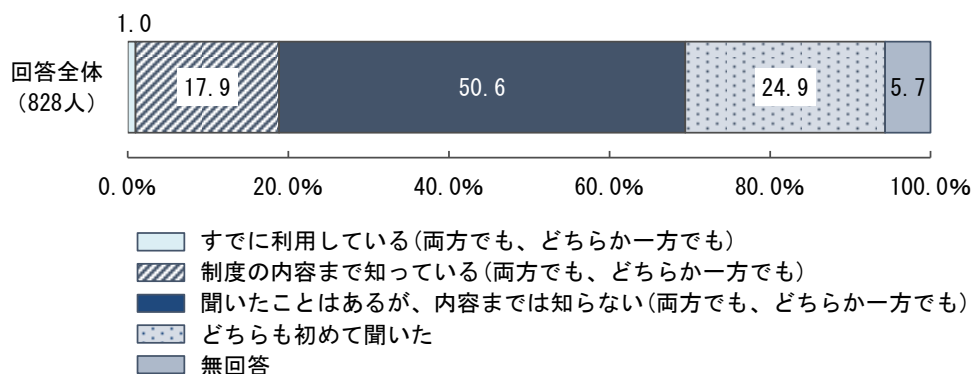 1.0
回答全体
(828人)
17.9
50.6
24.9
5.7
0.0%
20.0%
40.0%
60.0%
80.0%
100.0%
すでに利用している(両方でも、どちらか一方でも)
制度の内容まで知っている(両方でも、どちらか一方でも)
聞いたことはあるが、内容までは知らない(両方でも、どちらか一方でも)
どちらも初めて聞いた
無回答